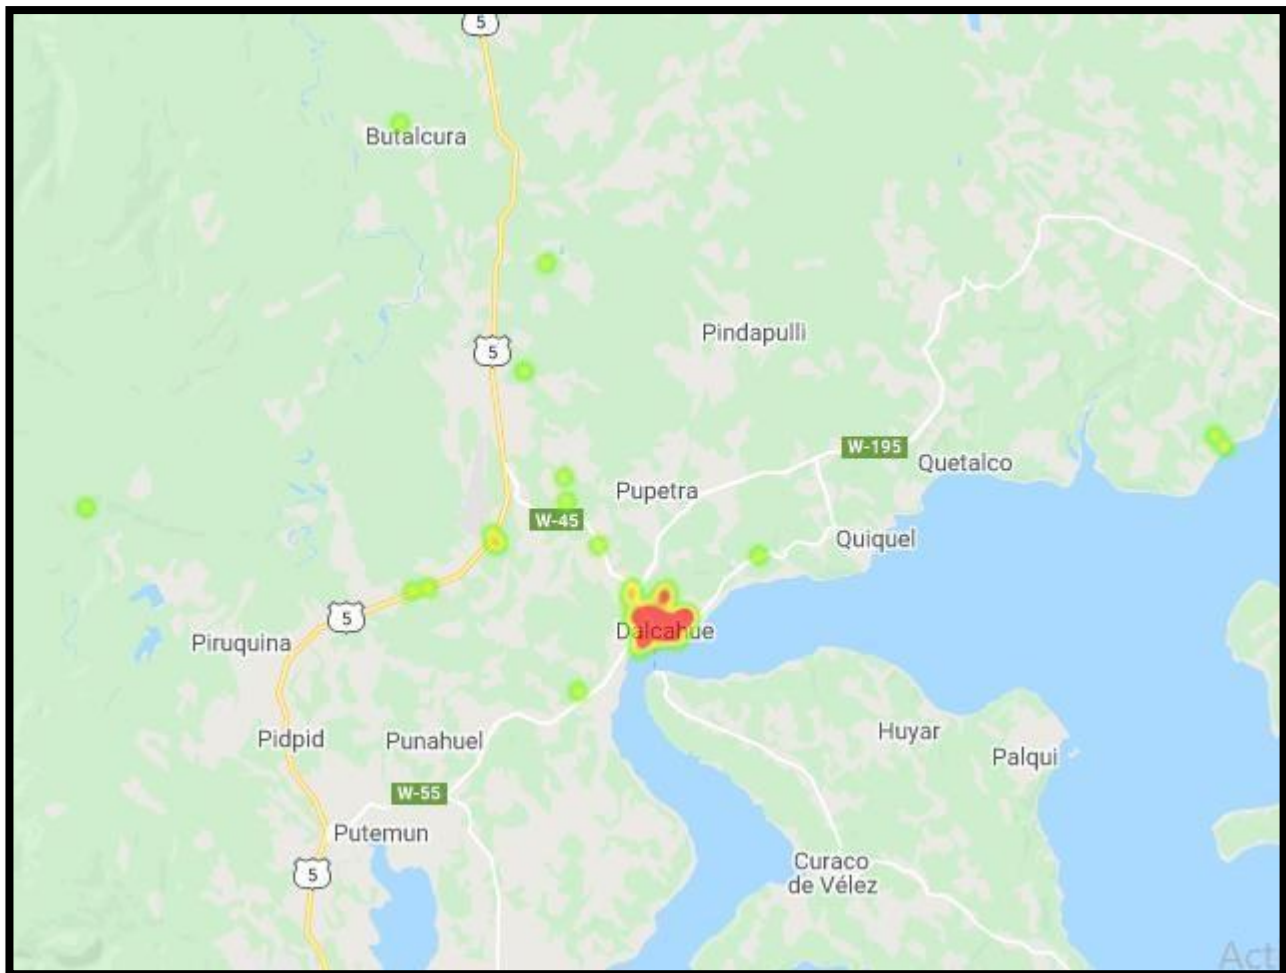 5
Butalcura
Pindapulli
5
W-195
Quetalco
Pupetra
W-45
Quiquel
5
Dalcahue
Piruquina
Huyar
Pidpid
Punahuel
Palqui
W-55
Putemun
Curaco
de Vélez
5
Act